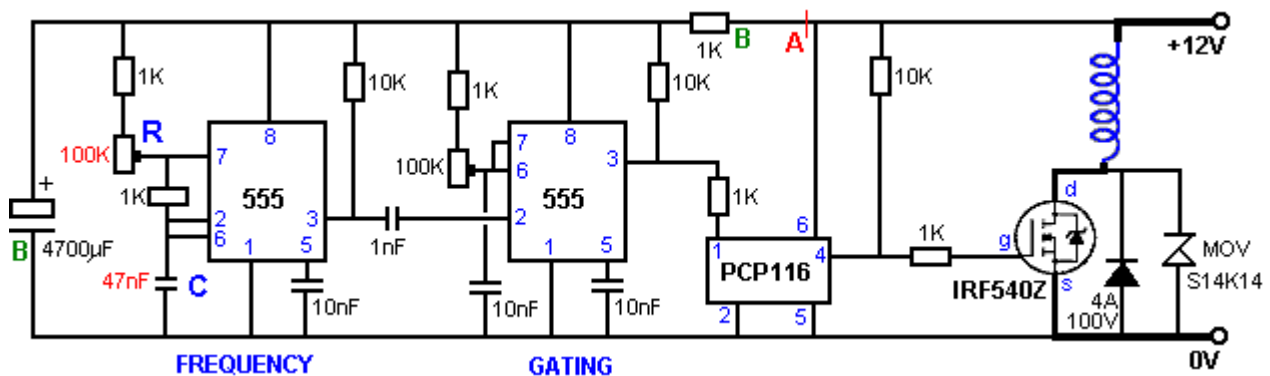 1K
B
A
+12V
1K
10K
1K
10K
10K
R
100K
7
8
555
3
2
6
1
5
1K
+
B
4700µF
47nF
C
10nF
1nF
100K
7
6
8
555
3
2
1
5
10nF
10nF
1K
1
6
4
PCP116
2
5
1K
g
d
s
IRF540Z
4A
100V
MOV
S14K14
0V
FREQUENCY
GATING